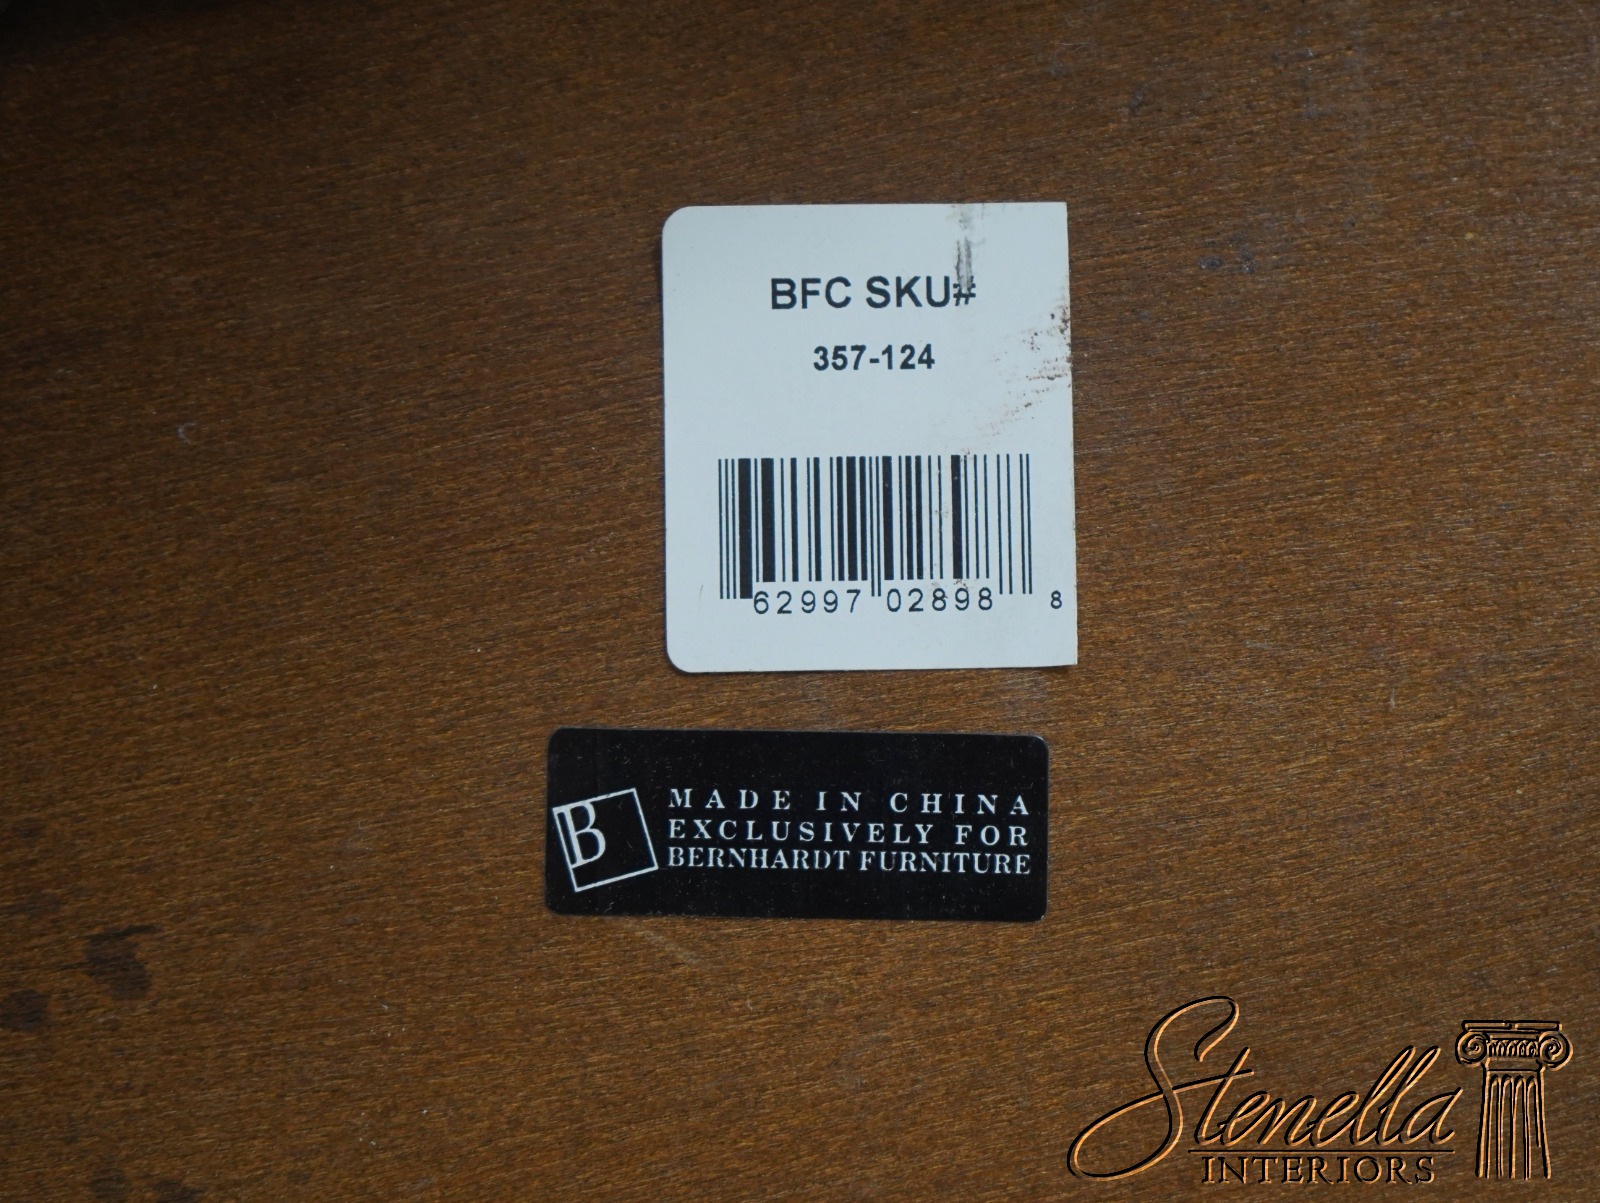 BFC SKU#
357-124
62997 02898 8
B
MADE IN CHINA
EXCLUSIVELY FOR
BERNHARDT FURNITURE
Stenella
INTERIORS